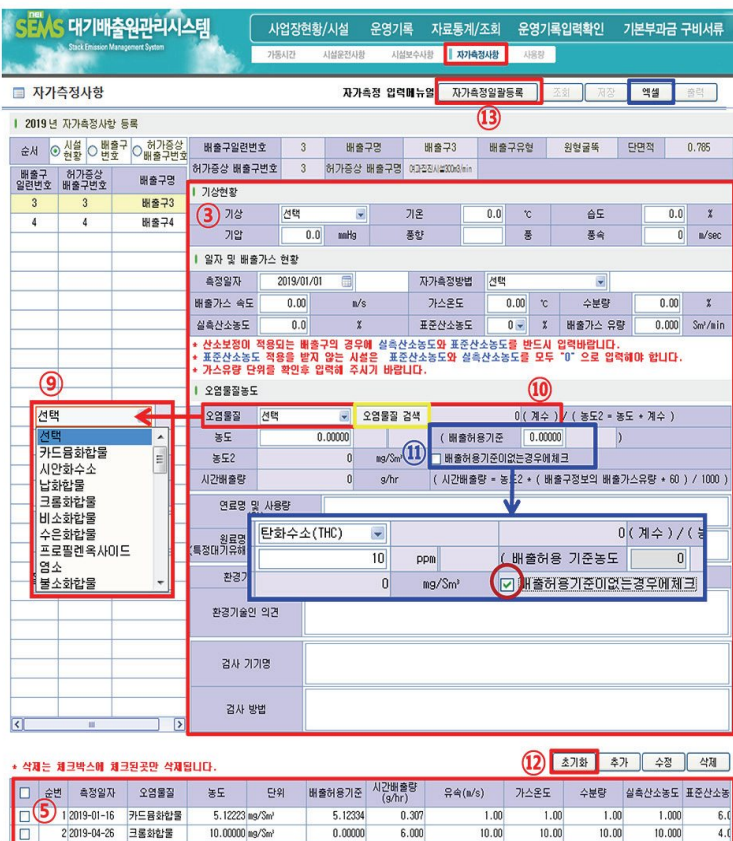 SEMS 대기배출원관리시스템
Stack Emission Management System
사업장현황/시설 운영기록 자료통계/조회 운영기록입력확인 기본부과금 구비서류
가동시간 시설운전사항 시설보수사항 자가측정사항 사용량
자가측정사항 자가측정 입력메뉴얼 자가측정일괄등록 조회 저장 엑셀 출력
⑬
2019 년 자가측정사항 등록
순서 시설현황 배출구번호 허가증상배출구번호
배출구일련번호 허가증상배출구번호 배출구명
3 3 배출구3
4 4 배출구4
배출구일련번호 3 배출구명 배출구3 배출구유형 원형굴뚝 단면적 0.785
허가증상 배출구번호 3 허가증상 배출구명
기상현황
③ 기상 선택 기온 0.0 ℃ 습도 0.0 %
기압 0.0 mmHg 풍향 풍 풍속 0 m/sec
일자 및 배출가스 현황
측정일자 2019/01/01 자가측정방법 선택
배출가스 속도 0.00 m/s 가스온도 0.00 ℃ 수분량 0.00 %
실측산소농도 0.0 % 표준산소농도 0 % 배출가스 유량 0.000 Sm³/min
* 산소보정이 적용되는 배출구의 경우에 실측산소농도와 표준산소농도를 반드시 입력바랍니다.
* 표준산소농도 적용을 받지 않는 시설은 표준산소농도와 실측산소농도를 모두 "0" 으로 입력해야 합니다.
* 가스유량 단위를 확인후 입력해 주시기 바랍니다.
오염물질농도
⑩
오염물질 선택 오염물질 검색 0 ( 계수 ) / ( 농도2 = 농도 * 계수 )
농도 0.00000 ( 배출허용기준 0.00000 )
농도2 0 mg/Sm³ ⑪ 배출허용기준이없는경우에체크
시간배출량 0 g/hr ( 시간배출량 = 농도2 * ( 배출구정보의 배출가스유량 * 60 ) / 1000 )
⑨
선택
선택
카드뮴화합물
시안화수소
납화합물
크롬화합물
비소화합물
수은화합물
프로필렌옥사이드
염소
불소화합물
연료명 및 사용량
원료명
(특정대기유해
환경기
탄화수소(THC) 0 ( 계수 ) / ( 농
10 ppm ( 배출허용 기준농도 0
0 mg/Sm³ 배출허용기준이없는경우에체크
환경기술인 의견
검사 기기명
검사 방법
* 삭제는 체크박스에 체크된곳만 삭제됩니다.
⑫ 초기화 추가 수정 삭제
순번 측정일자 오염물질 농도 단위 배출허용기준 시간배출량(g/hr) 유속(m/s) 가스온도 수분량 실측산소농도 표준산소농
⑤ 1 2019-01-16 카드뮴화합물 5.12223 mg/Sm³ 5.12334 0.307 1.00 1.00 1.00 1.000 6.0
2 2019-04-26 크롬화합물 10.00000 mg/Sm³ 0.00000 6.000 10.00 10.00 10.00 10.000 4.0